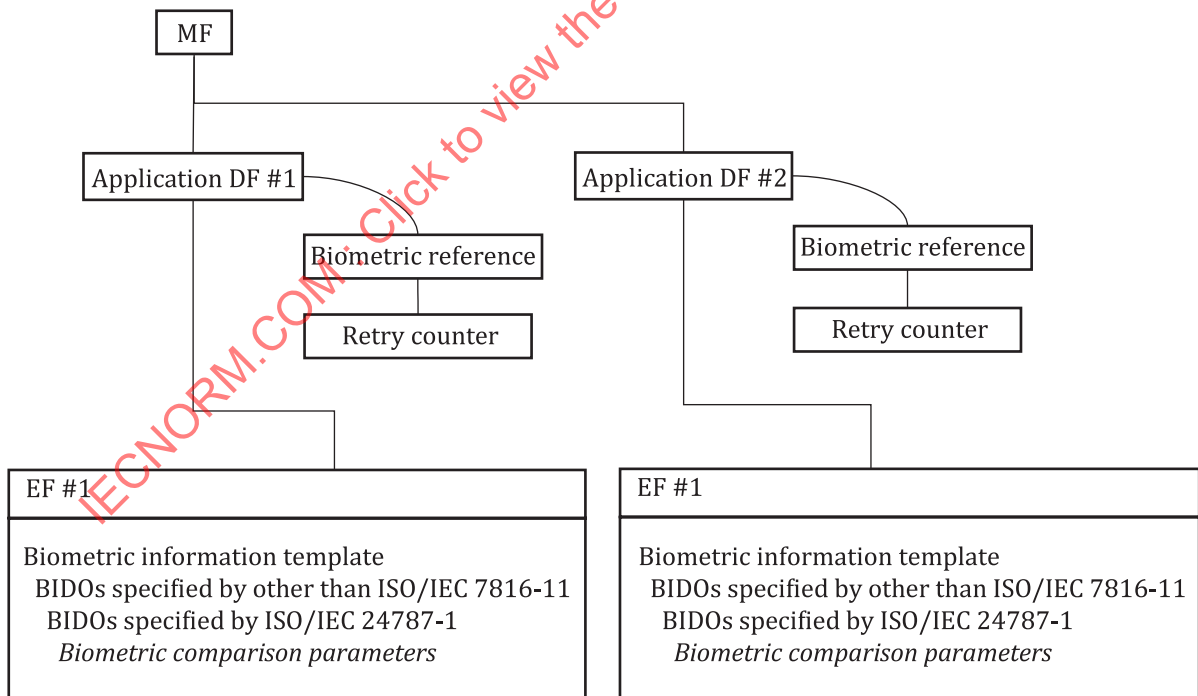 MF
Application DF #1
Application DF #2
Biometric reference
Biometric reference
Retry counter
Retry counter
EF #1
Biometric information template
BIDOs specified by other than ISO/IEC 7816-11
BIDOs specified by ISO/IEC 24787-1
Biometric comparison parameters
EF #1
Biometric information template
BIDOs specified by other than ISO/IEC 7816-11
BIDOs specified by ISO/IEC 24787-1
Biometric comparison parameters
IECNORM.COM : Click to view the